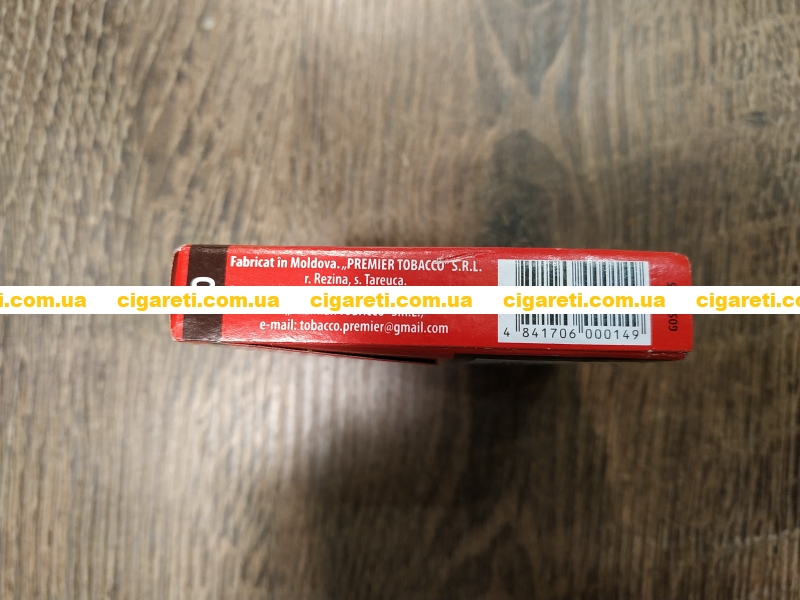 Fabricat in Moldova. „PREMIER TOBACCO" S.R.L.
r. Rezina, s. Tareuca.
cigareti.com.ua cigareti.com.ua cigareti.com.ua cigareti.com.ua
e-mail: tobacco.premier@gmail.com
4 841706 000149